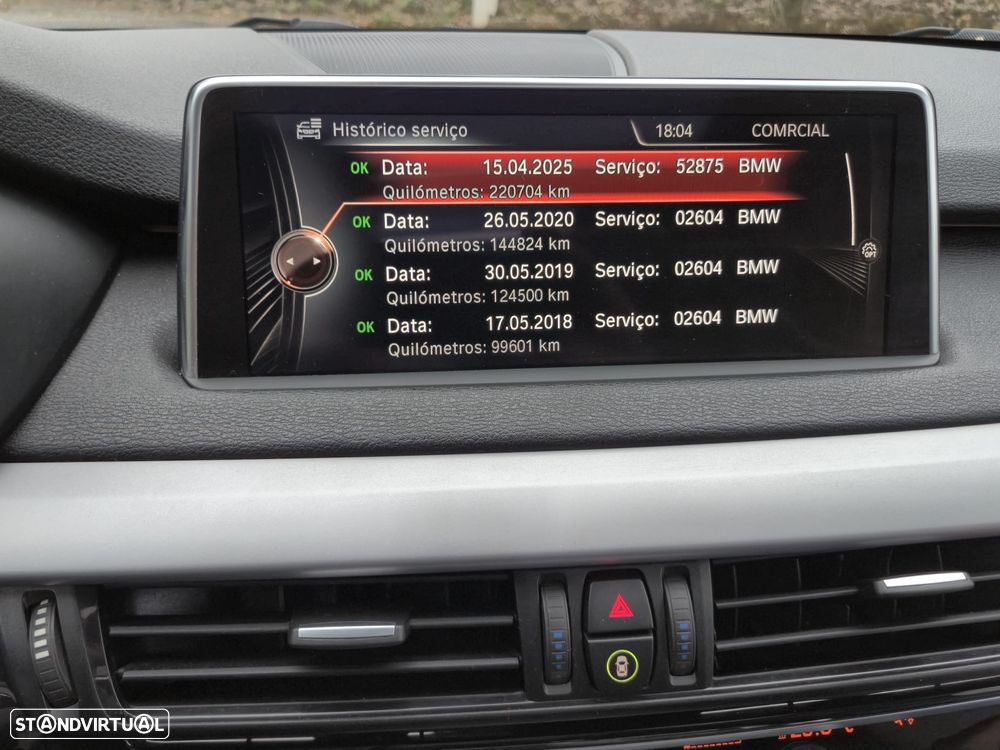 Histórico serviço 18:04 COMRCIAL
OK Data: 15.04.2025 Serviço: 52875 BMW
Quilómetros: 220704 km
OK Data: 26.05.2020 Serviço: 02604 BMW
Quilómetros: 144824 km
OPT
OK Data: 30.05.2019 Serviço: 02604 BMW
Quilómetros: 124500 km
OK Data: 17.05.2018 Serviço: 02604 BMW
Quilómetros: 99601 km
STANDVIRTUAL